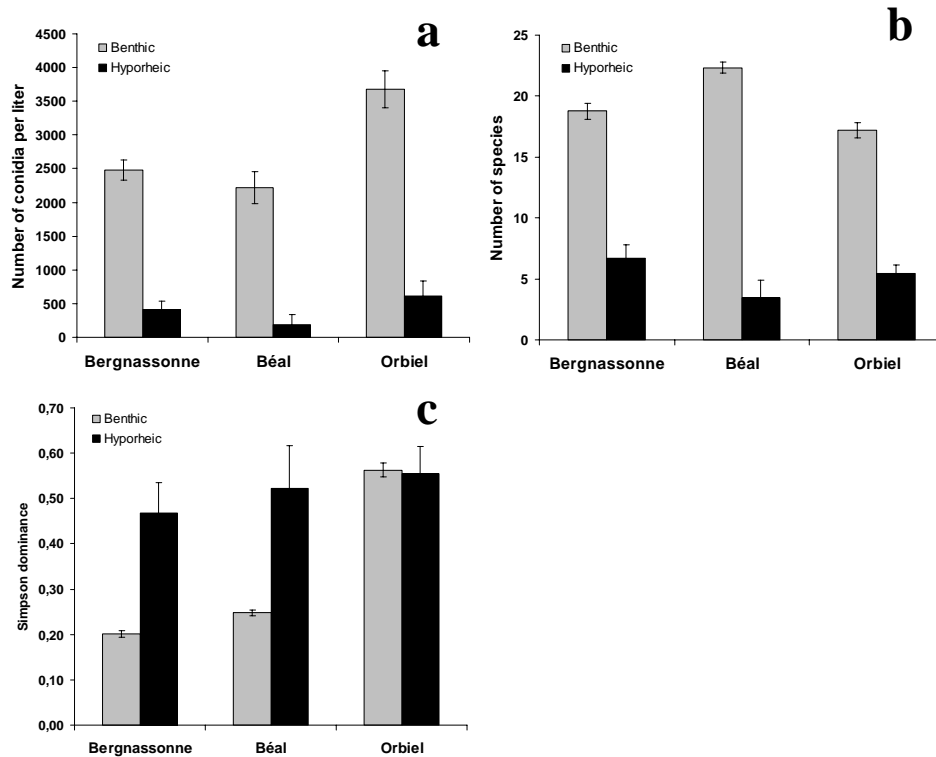 a
Benthic
Hyporheic
Number of conidia per liter
4500
4000
3500
3000
2500
2000
1500
1000
500
0
Bergnassonne Béal Orbiel
b
Benthic
Hyporheic
Number of species
25
20
15
10
5
0
Bergnassonne Béal Orbiel
c
Benthic
Hyporheic
Simpson dominance
0,70
0,60
0,50
0,40
0,30
0,20
0,10
0,00
Bergnassonne Béal Orbiel